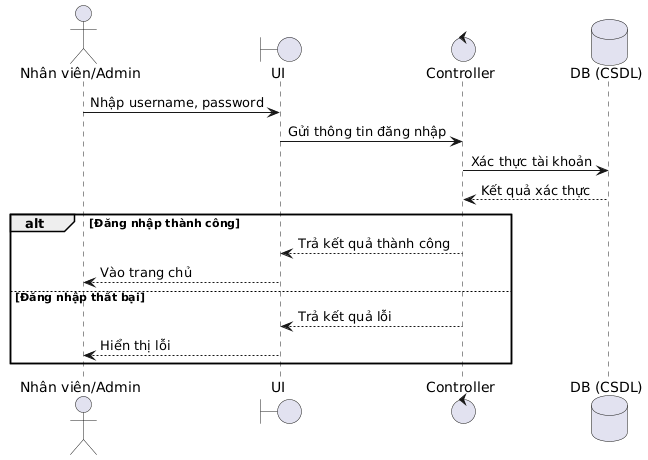 Nhân viên/Admin
UI
Controller
DB (CSDL)
Nhập username, password
Gửi thông tin đăng nhập
Xác thực tài khoản
Kết quả xác thực
alt [Đăng nhập thành công]
Trả kết quả thành công
Vào trang chủ
[Đăng nhập thất bại]
Trả kết quả lỗi
Hiển thị lỗi
Nhân viên/Admin
UI
Controller
DB (CSDL)